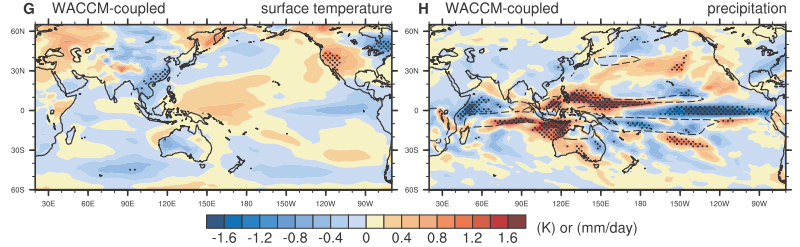 G WACCM-coupled surface temperature
H WACCM-coupled precipitation
60N
30N
0
30S
60S
30E 60E 90E 120E 150E 180 150W 120W 90W
60N
30N
0
30S
60S
30E 60E 90E 120E 150E 180 150W 120W 90W
-1.6 -1.2 -0.8 -0.4 0 0.4 0.8 1.2 1.6 (K) or (mm/day)